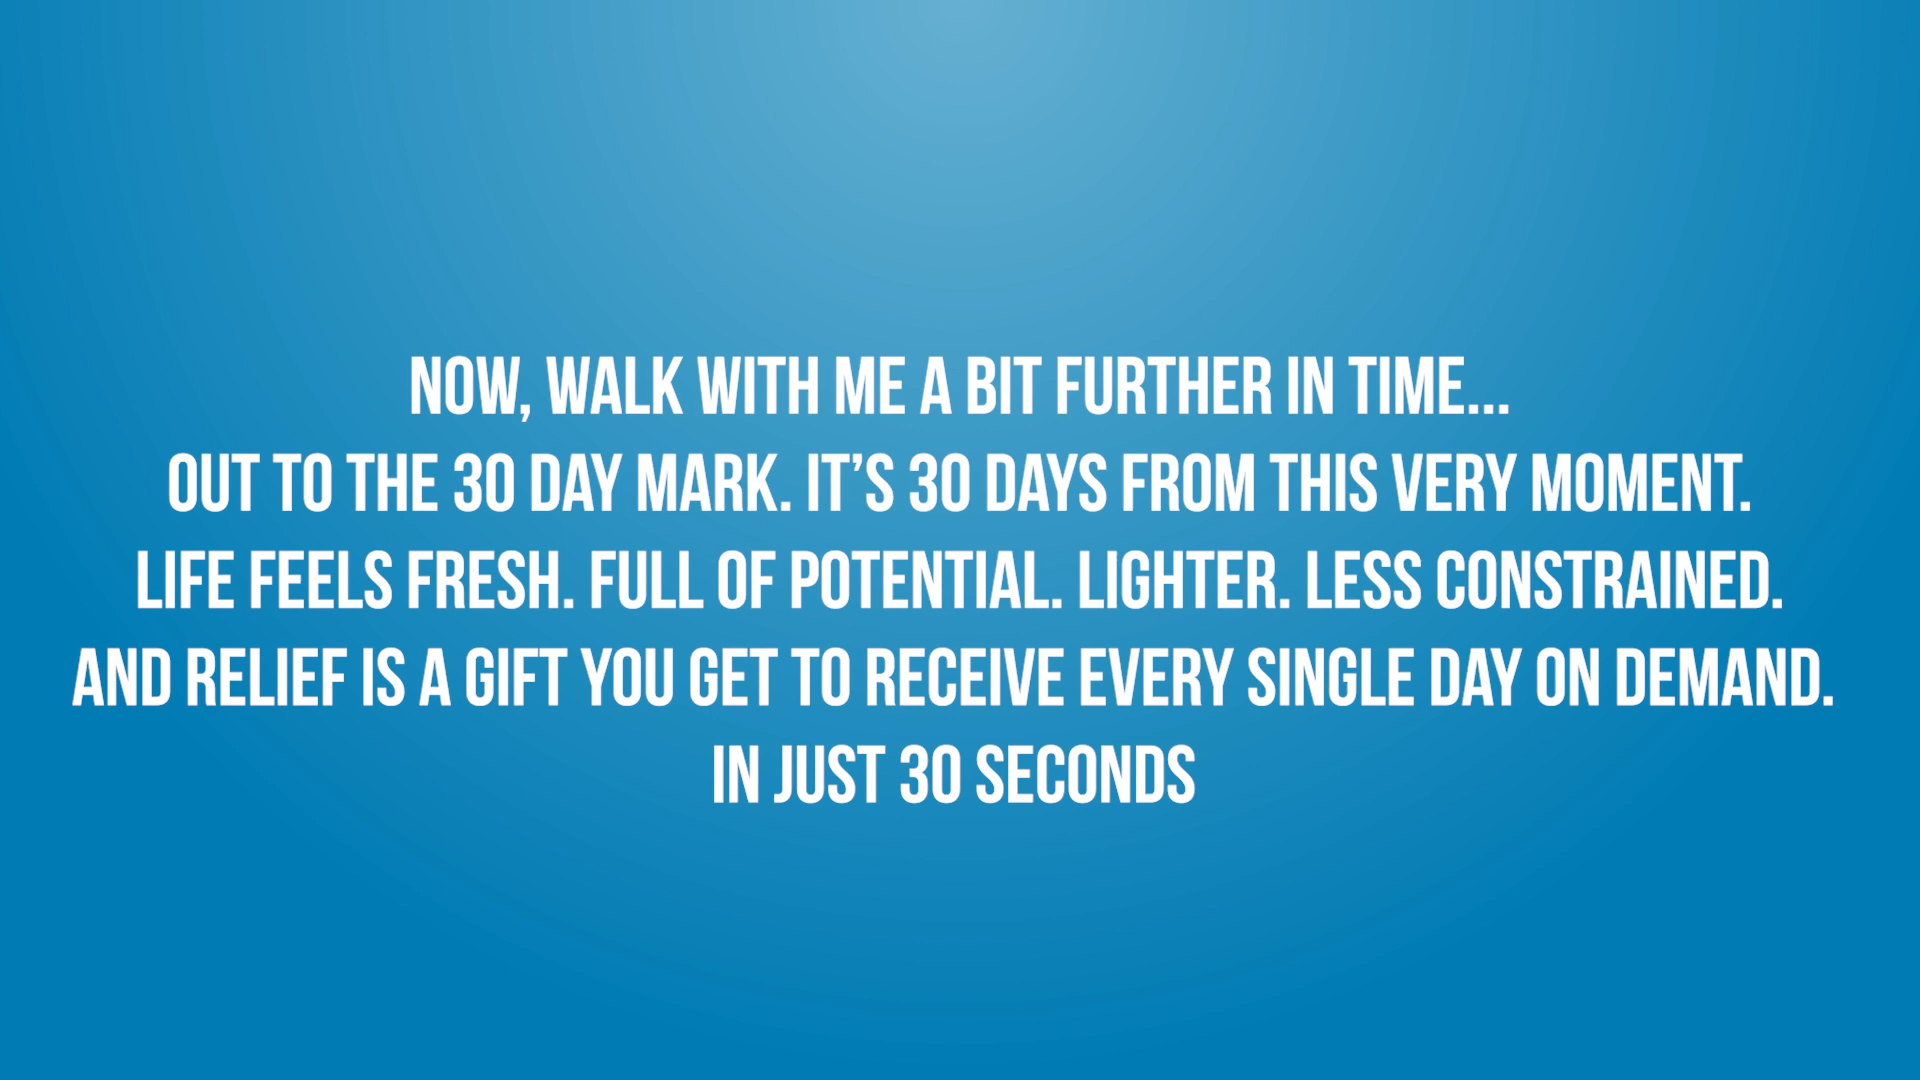 NOW, WALK WITH ME A BIT FURTHER IN TIME...
OUT TO THE 30 DAY MARK. IT’S 30 DAYS FROM THIS VERY MOMENT.
LIFE FEELS FRESH. FULL OF POTENTIAL. LIGHTER. LESS CONSTRAINED.
AND RELIEF IS A GIFT YOU GET TO RECEIVE EVERY SINGLE DAY ON DEMAND.
IN JUST 30 SECONDS